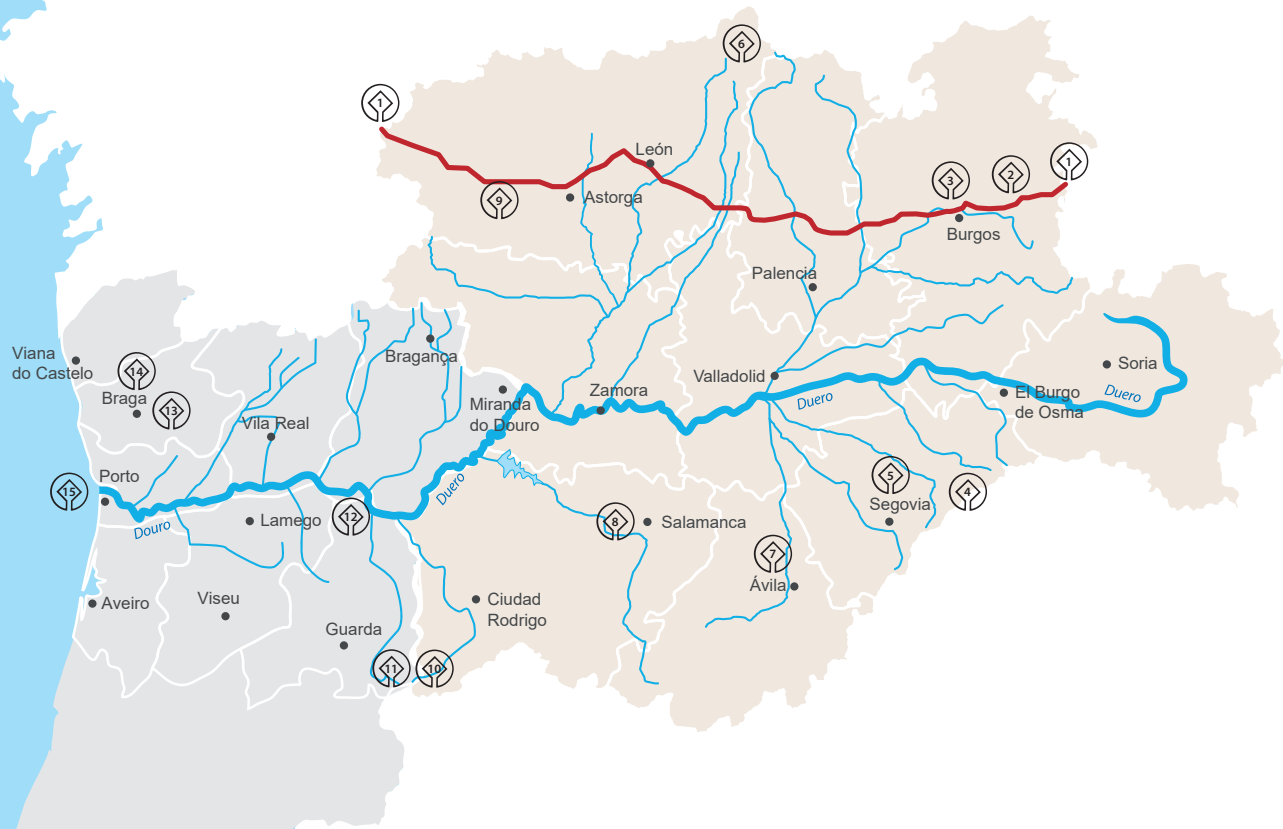 6
1
León
3
2
1
9
Astorga
Burgos
Palencia
Viana
do Castelo
14
Braga
13
Bragança
Vila Real
Miranda
do Douro
Zamora
Valladolid
Duero
Soria
El Burgo
de Osma
Duero
Porto
15
Douro
Lamego
12
Duero
8
Salamanca
5
Segovia
4
7
Ávila
Aveiro
Viseu
Guarda
Ciudad
Rodrigo
11
10